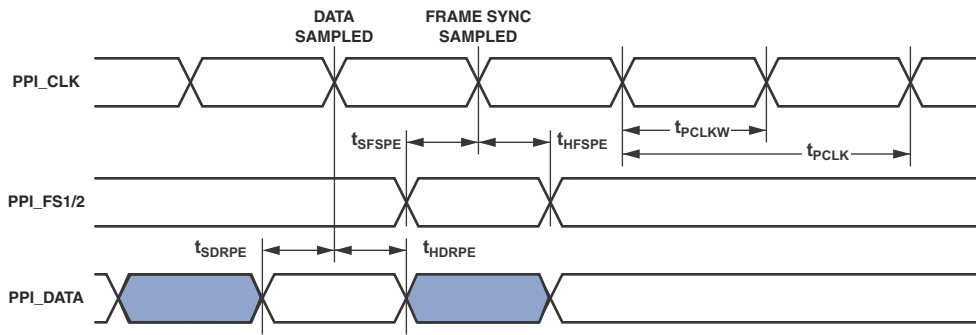 DATA
SAMPLED
FRAME SYNC
SAMPLED
PPI_CLK
tPCLKW
tSFSPE
tHFSPE
tPCLK
PPI_FS1/2
tSDRPE
tHDRPE
PPI_DATA